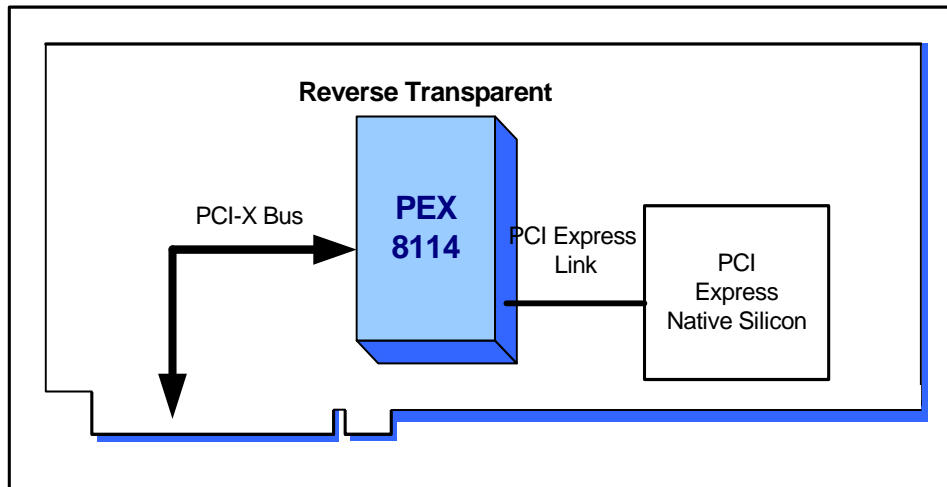 Reverse Transparent
PCI-X Bus
PEX
8114
PCI Express
Link
PCI
Express
Native Silicon